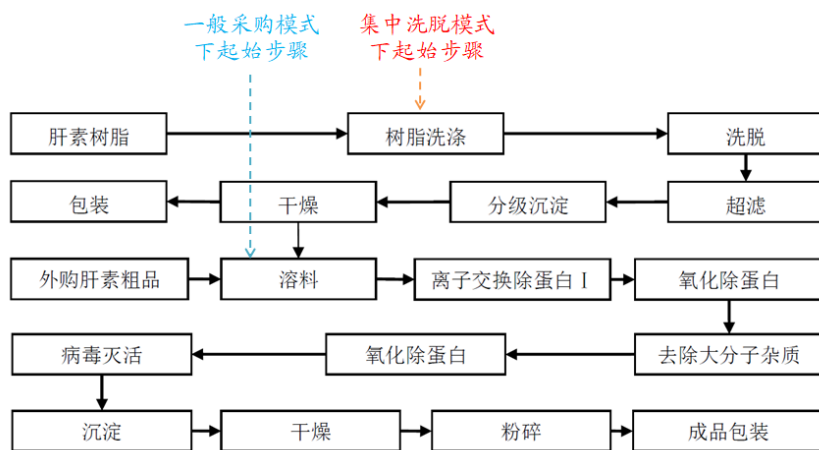 一般采购模式
下起始步骤
集中洗脱模式
下起始步骤
肝素树脂
树脂洗涤
洗脱
包装
干燥
分级沉淀
超滤
外购肝素粗品
溶料
离子交换除蛋白Ⅰ
氧化除蛋白
病毒灭活
氧化除蛋白
去除大分子杂质
沉淀
干燥
粉碎
成品包装